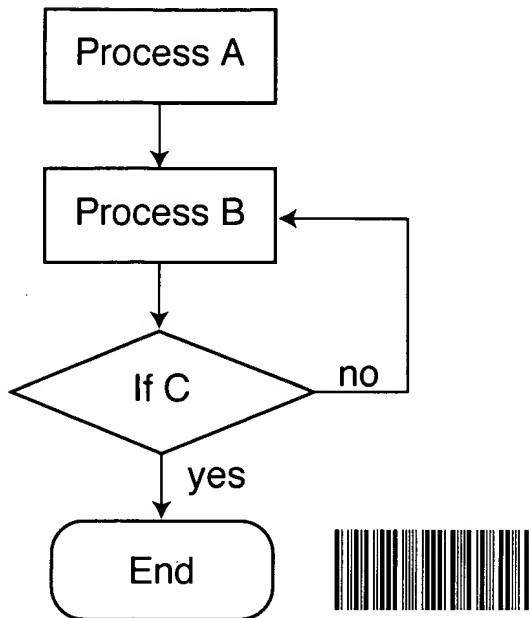 Process A
Process B
If C
no
yes
End